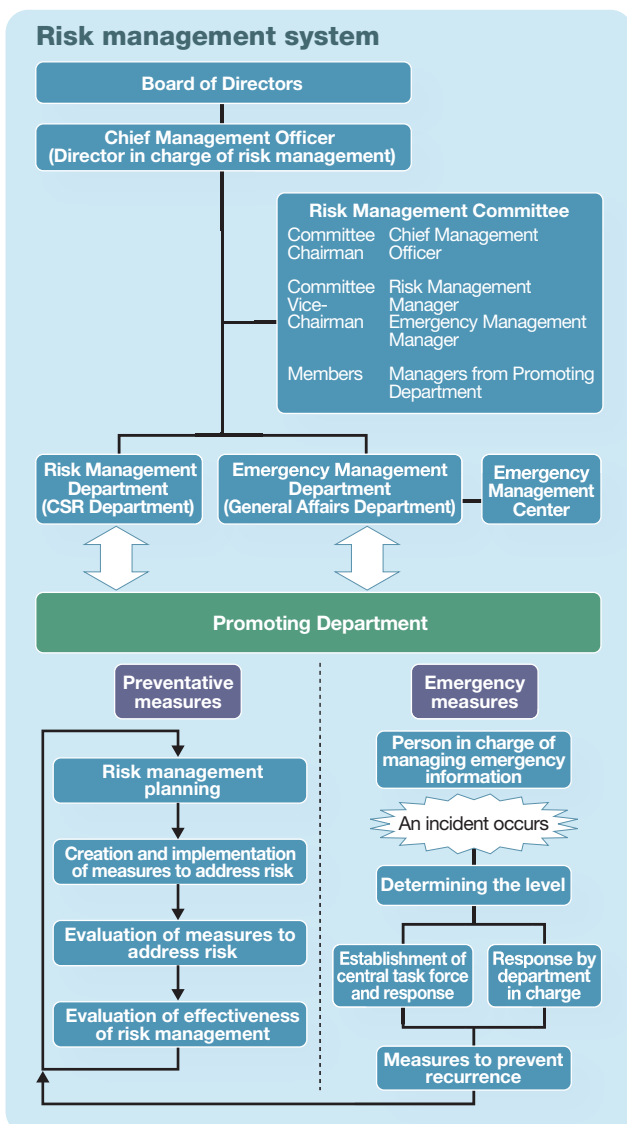 Risk management system
Board of Directors
Chief Management Officer
(Director in charge of risk management)
Risk Management Committee
Committee Chairman
Chief Management Officer
Committee Vice-Chairman
Risk Management Manager
Emergency Management Manager
Members
Managers from Promoting Department
Risk Management
Department
(CSR Department)
Emergency Management
Department
(General Affairs Department)
Emergency
Management
Center
Promoting Department
Preventative
measures
Risk management
planning
Creation and implementation
of measures to address risk
Evaluation of measures to
address risk
Evaluation of effectiveness
of risk management
Emergency
measures
Person in charge of
managing emergency
information
An incident occurs
Determining the level
Establishment of
central task force
and response
Response by
department
in charge
Measures to prevent
recurrence